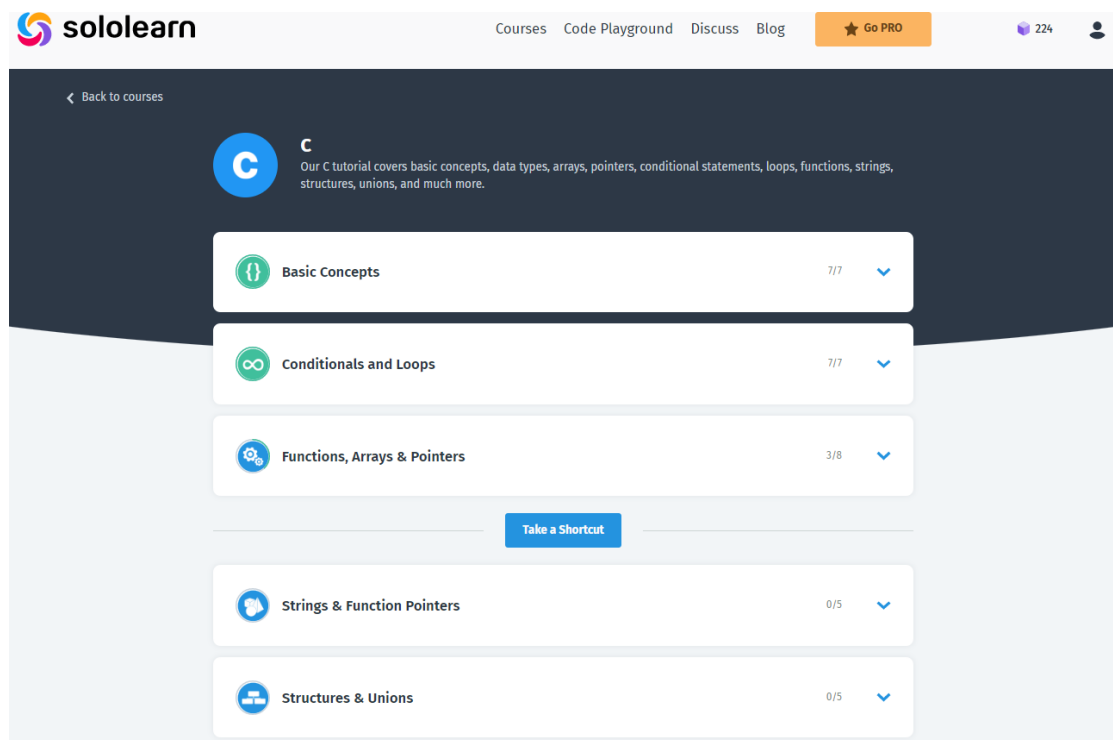 sololearn
Courses Code Playground Discuss Blog Go PRO 224
Back to courses
C
C
Our C tutorial covers basic concepts, data types, arrays, pointers, conditional statements, loops, functions, strings,
structures, unions, and much more.
{} Basic Concepts 7/7
Conditionals and Loops 7/7
Functions, Arrays & Pointers 3/8
Take a Shortcut
Strings & Function Pointers 0/5
Structures & Unions 0/5